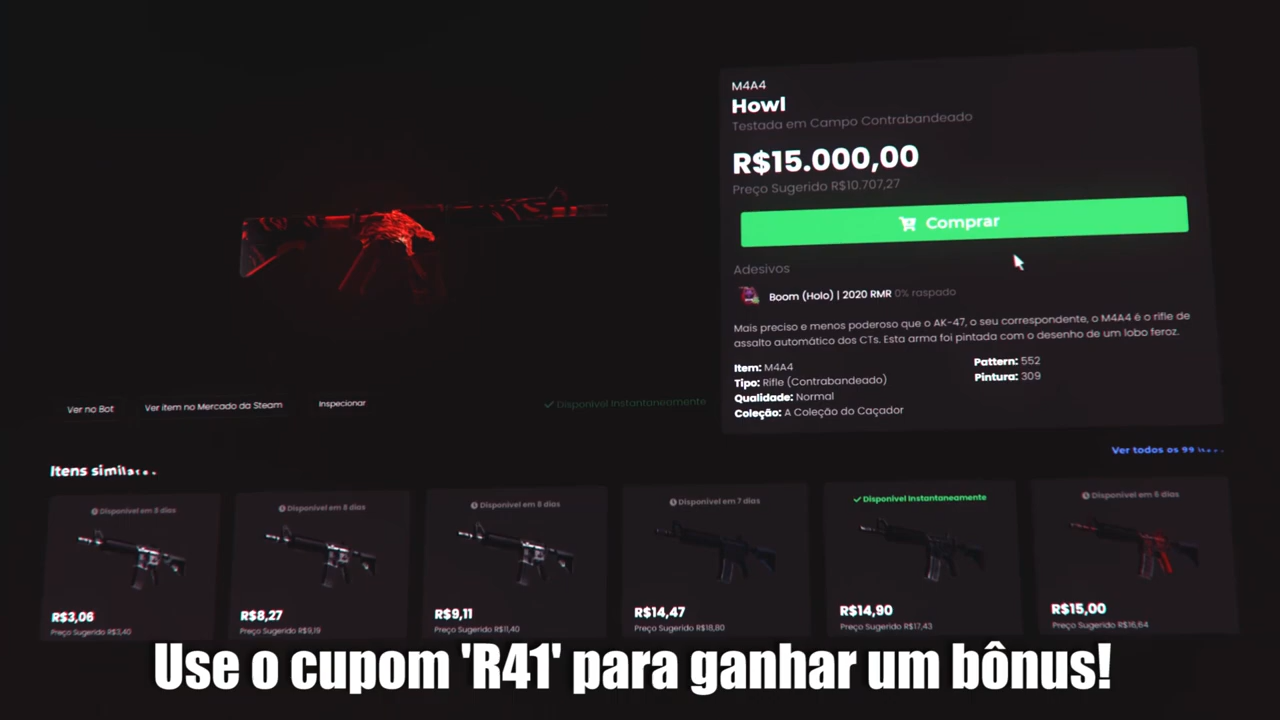 M4A4
Howl
Testada em Campo Contrabandeado
R$15.000,00
Preço Sugerido R$10.707,27
Comprar
Adesivos
Boom (Holo) | 2020 RMR 0% raspado
Mais preciso e menos poderoso que o AK-47, o seu correspondente, o M4A4 é o rifle de
assalto automático dos CTs. Esta arma foi pintada com o desenho de um lobo feroz.
Item: M4A4
Tipo: Rifle (Contrabandeado)
Qualidade: Normal
Coleção: A Coleção do Caçador
Pattern: 552
Pintura: 309
Ver no Bot
Ver item no Mercado da Steam
Inspecionar
Disponível Instantaneamente
Itens
Ver todos os 99
Disponível em 8 dias
Disponível em 6 dias
Disponível em 7 dias
Disponível Instantaneamente
Disponível em 6 dias
R$3,06
Preço Sugerido R$3,40
R$8,27
Preço Sugerido R$9,19
R$9,11
Preço Sugerido R$11,40
R$14,47
Preço Sugerido R$18,80
R$14,90
Preço Sugerido R$17,43
R$15,00
Preço Sugerido R$16,64
Use o cupom 'R41' para ganhar um bônus!